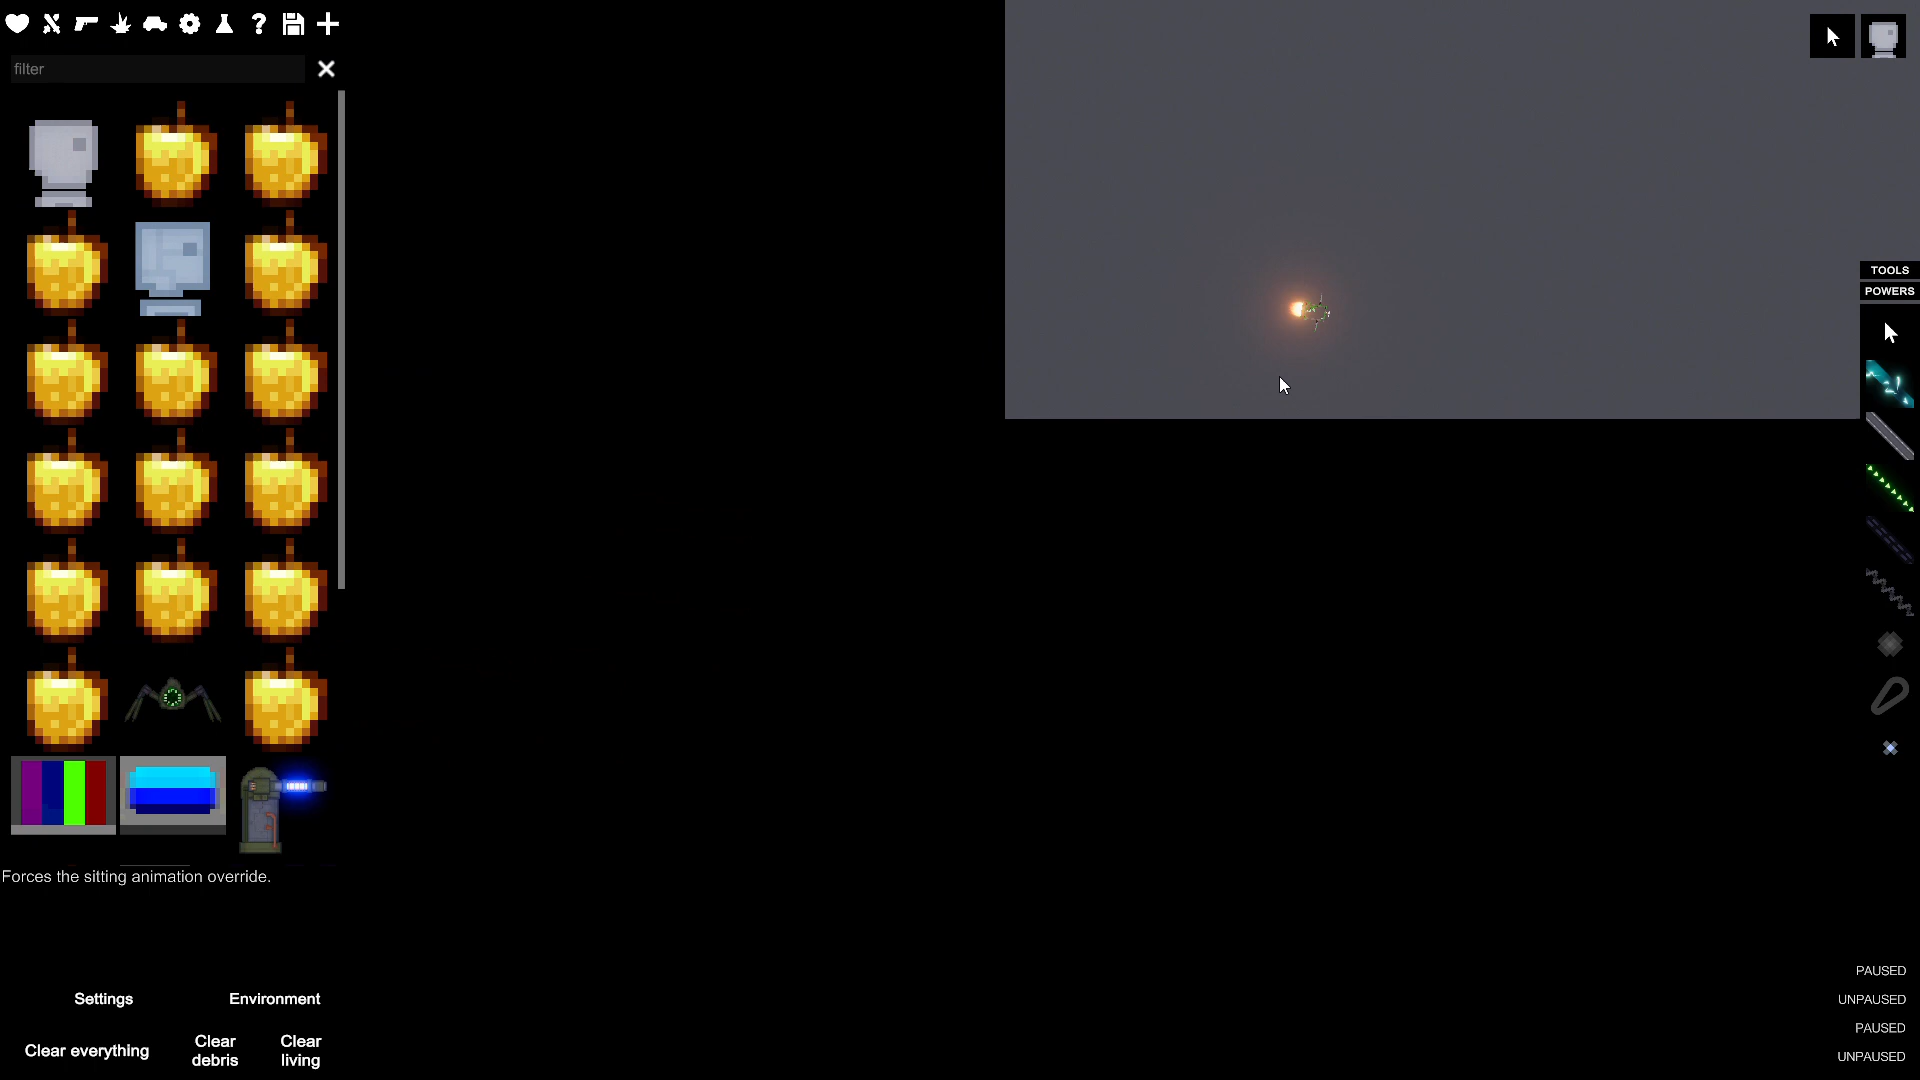 filter
TOOLS
POWERS
Forces the sitting animation override.
Settings
Environment
Clear everything
Clear
debris
Clear
living
PAUSED
UNPAUSED
PAUSED
UNPAUSED